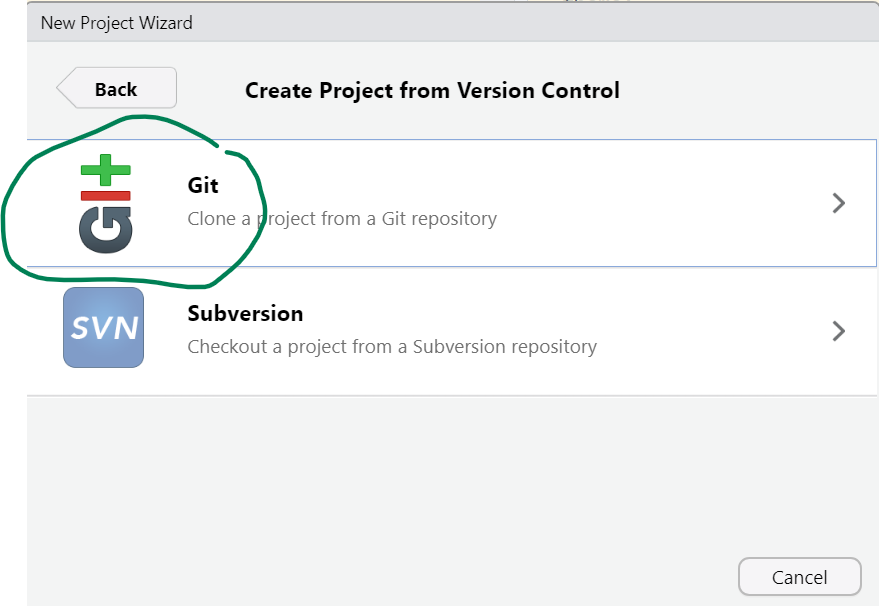 New Project Wizard
Back
Create Project from Version Control
Git
Git
Clone a project from a Git repository
SVN
Subversion
Checkout a project from a Subversion repository
Cancel